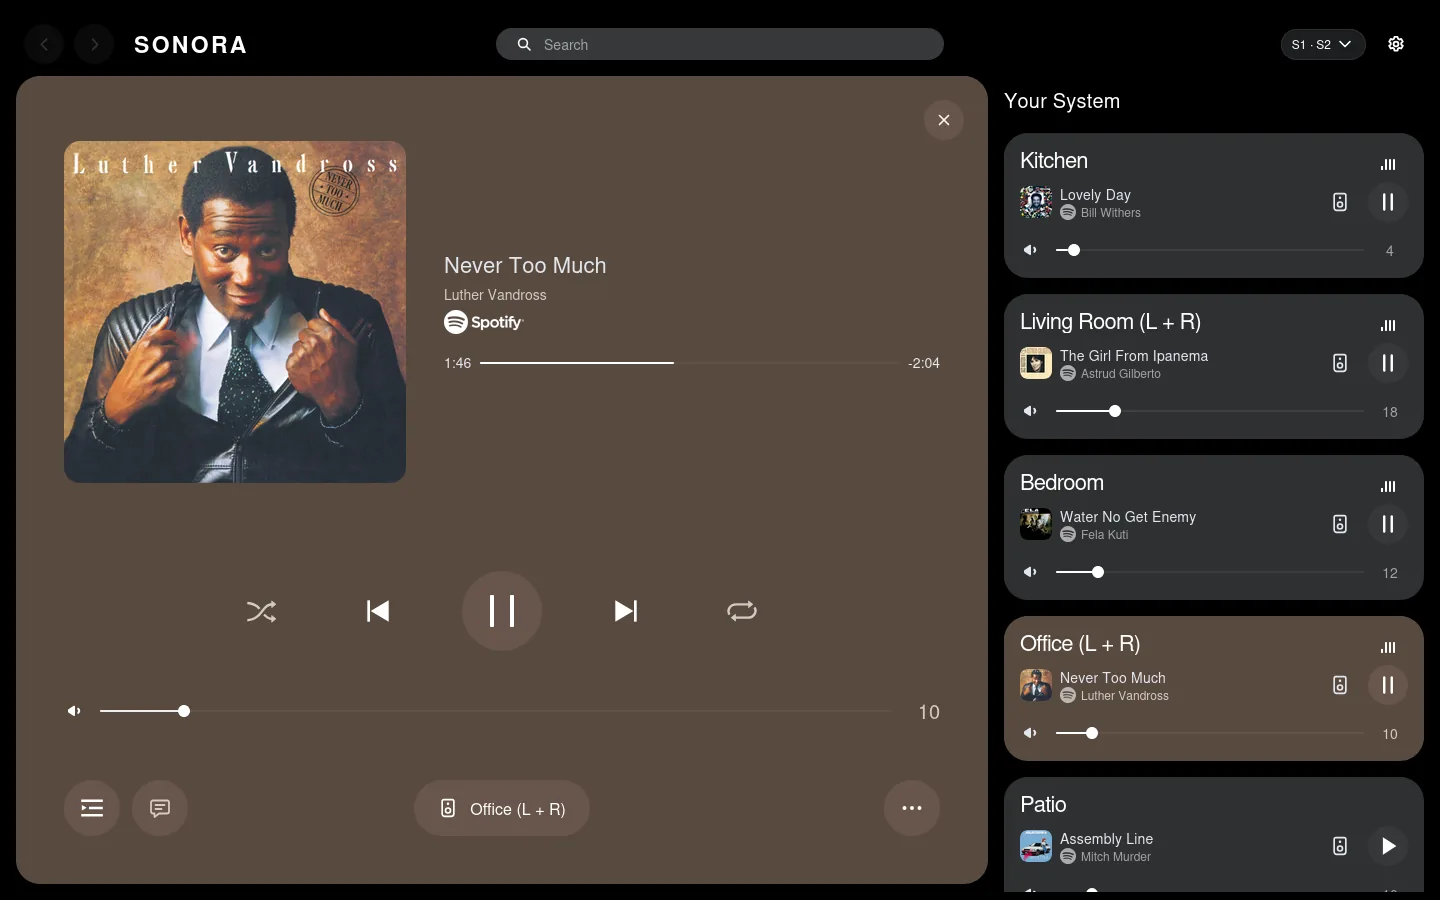 SONORA
Search
S1 · S2
Luther Vandross
NEVER
TOO
MUCH
Never Too Much
Luther Vandross
Spotify
1:46
-2:04
10
Office (L + R)
Your System
Kitchen
Lovely Day
Bill Withers
4
Living Room (L + R)
The Girl From Ipanema
Astrud Gilberto
18
Bedroom
Water No Get Enemy
Fela Kuti
12
Office (L + R)
Never Too Much
Luther Vandross
10
Patio
Assembly Line
Mitch Murder